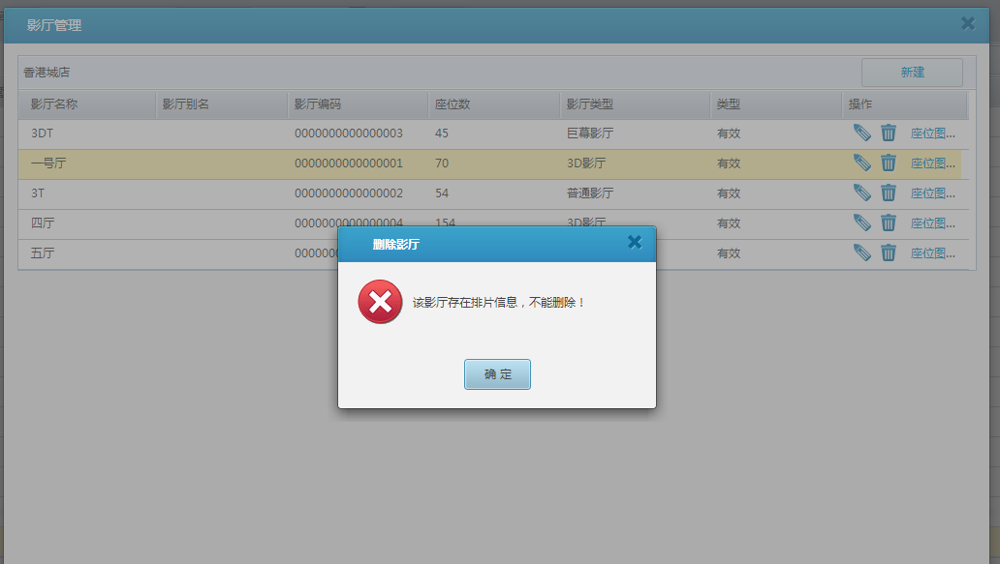 影厅管理
香港城店 新建
影厅名称 影厅别名 影厅编码 座位数 影厅类型 类型 操作
3DT 0000000000000003 45 巨幕影厅 有效 座位图...
一号厅 0000000000000001 70 3D影厅 有效 座位图...
3T 0000000000000002 54 普通影厅 有效 座位图...
四厅 0000000000000004 154 3D影厅 有效 座位图...
五厅 有效 座位图...
删除影厅
该影厅存在排片信息，不能删除！
确 定